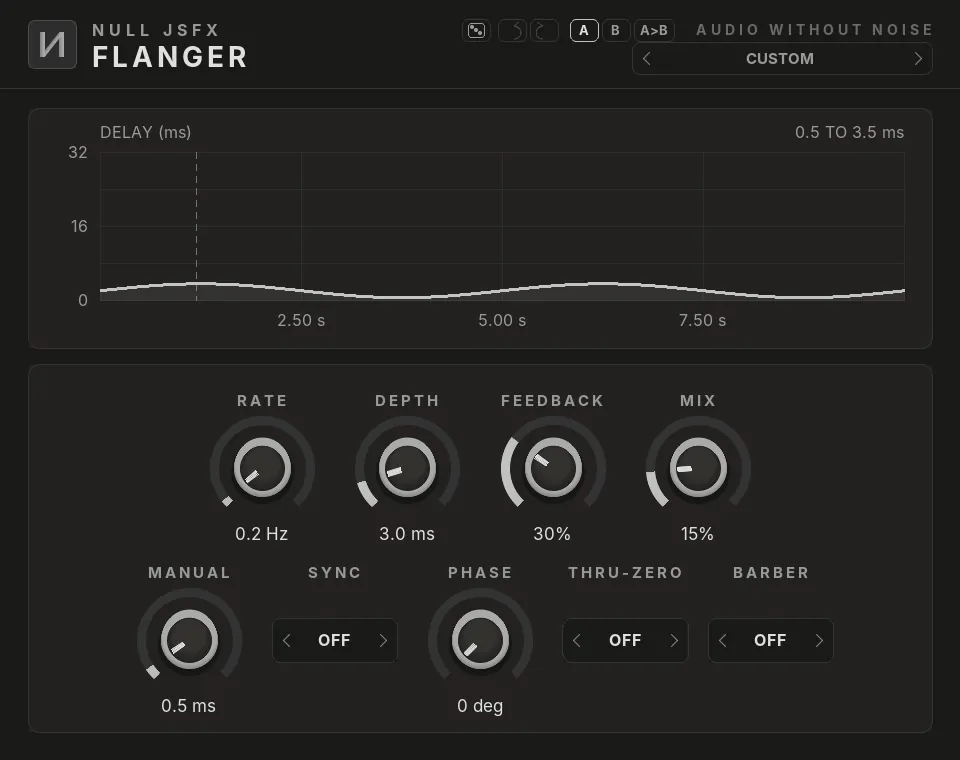 NULL JSFX
FLANGER
A B A>B AUDIO WITHOUT NOISE
CUSTOM
DELAY (ms) 0.5 TO 3.5 ms
32
16
0
2.50 s 5.00 s 7.50 s
RATE DEPTH FEEDBACK MIX
0.2 Hz 3.0 ms 30% 15%
MANUAL SYNC PHASE THRU-ZERO BARBER
OFF OFF OFF
0.5 ms 0 deg